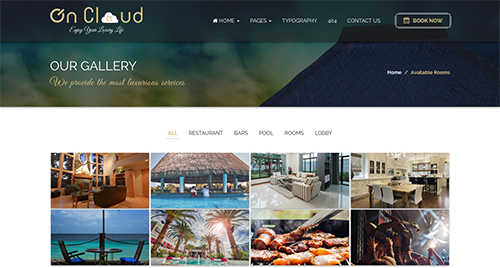 On Cloud
Enjoy Your Luxury Life
HOME PAGES TYPOGRAPHY 404 CONTACT US BOOK NOW
OUR GALLERY
We provide the most luxurious services
Home / Available Rooms
ALL RESTAURANT BARS POOL ROOMS LOBBY